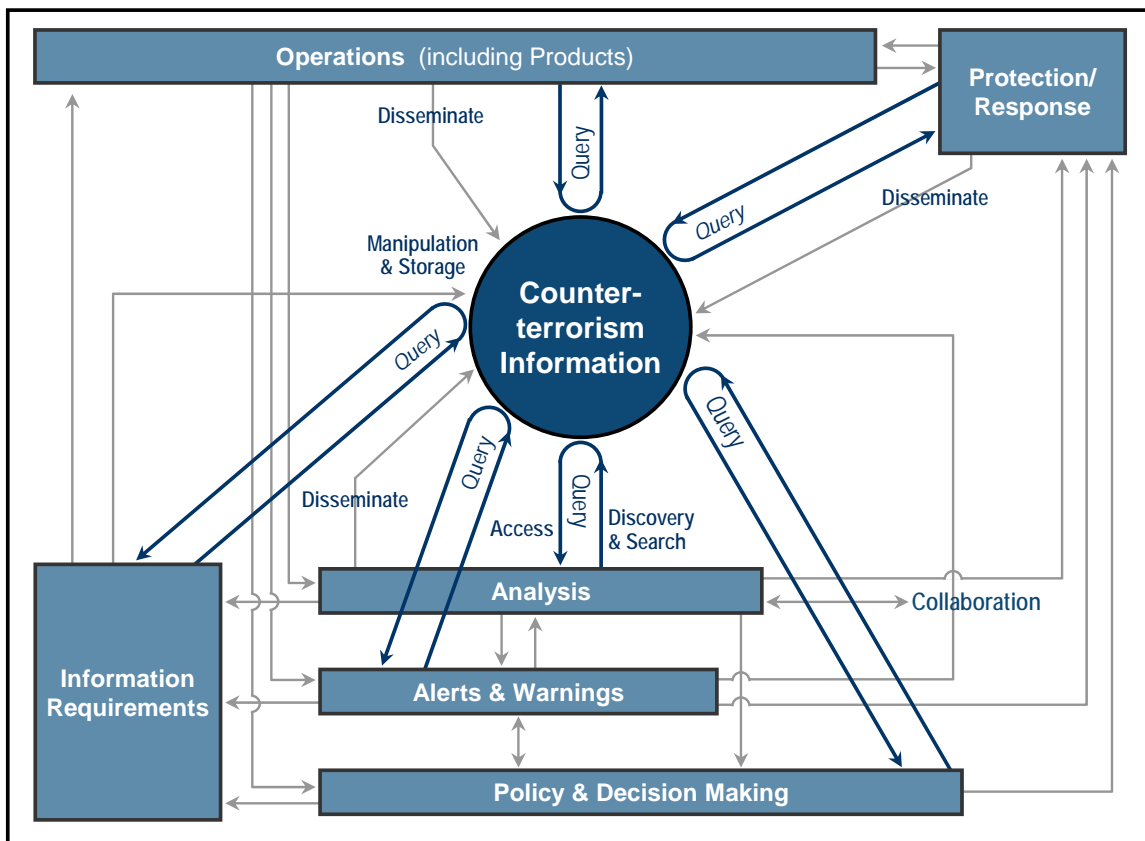 Operations (including Products)
Protection/
Response
Disseminate
Query
Disseminate
Query
Manipulation
& Storage
Counter-
terrorism
Information
Query
Query
Disseminate
Query
Query
Access
Discovery
& Search
Analysis
Collaboration
Information
Requirements
Alerts & Warnings
Policy & Decision Making